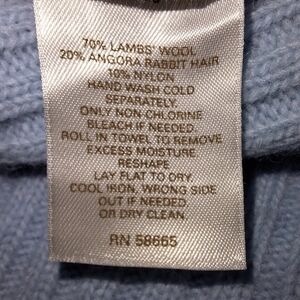 70% LAMBS' WOOL
20% ANGORA RABBIT HAIR
10% NYLON
HAND WASH COLD
SEPARATELY.
ONLY NON CHLORINE
BLEACH IF NEEDED.
ROLL IN TOWEL TO REMOVE
EXCESS MOISTURE.
RESHAPE
LAY FLAT TO DRY
COOL IRON, WRONG SIDE
OUT IF NEEDED.
OR DRY CLEAN.
RN 58665